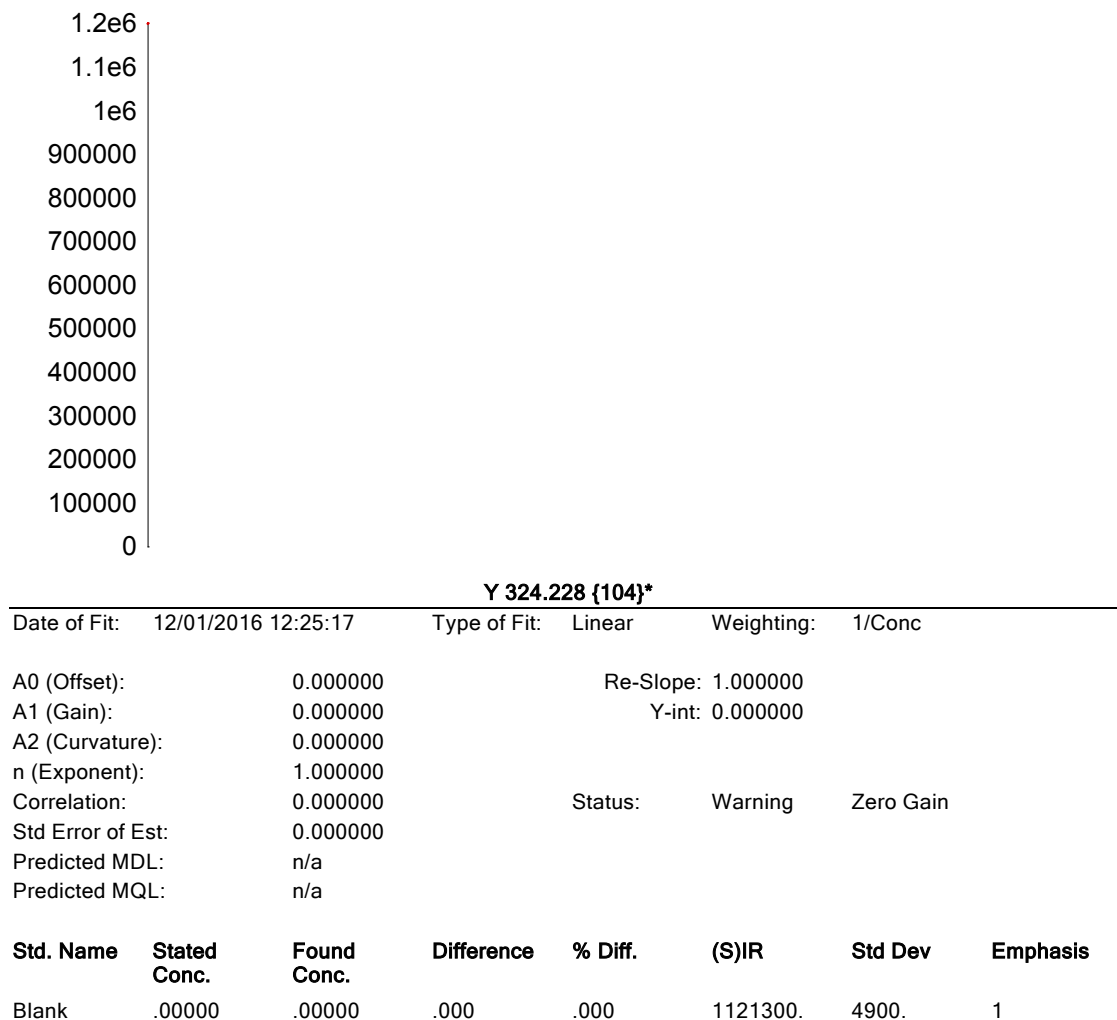 1.2e6
1.1e6
1e6
900000
800000
700000
600000
500000
400000
300000
200000
100000
0
Y 324.228 {104}*
Date of Fit: 12/01/2016 12:25:17 Type of Fit: Linear Weighting: 1/Conc
A0 (Offset): 0.000000 Re-Slope: 1.000000
A1 (Gain): 0.000000 Y-int: 0.000000
A2 (Curvature): 0.000000
n (Exponent): 1.000000
Correlation: 0.000000 Status: Warning Zero Gain
Std Error of Est: 0.000000
Predicted MDL: n/a
Predicted MQL: n/a
Std. Name Stated Found Difference % Diff. (S)IR Std Dev Emphasis
Conc. Conc.
Blank .00000 .00000 .000 .000 1121300. 4900. 1